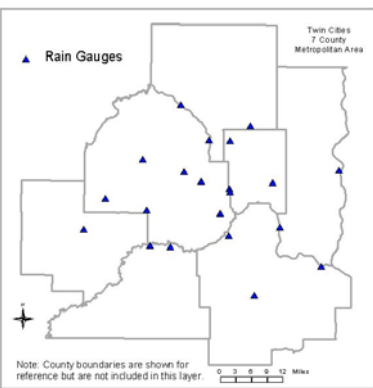 Twin Cities
7 County
Metropolitan Area
Rain Gauges
N
Note: County boundaries are shown for
reference but are not included in this layer.
0 3 6 9 12 Miles